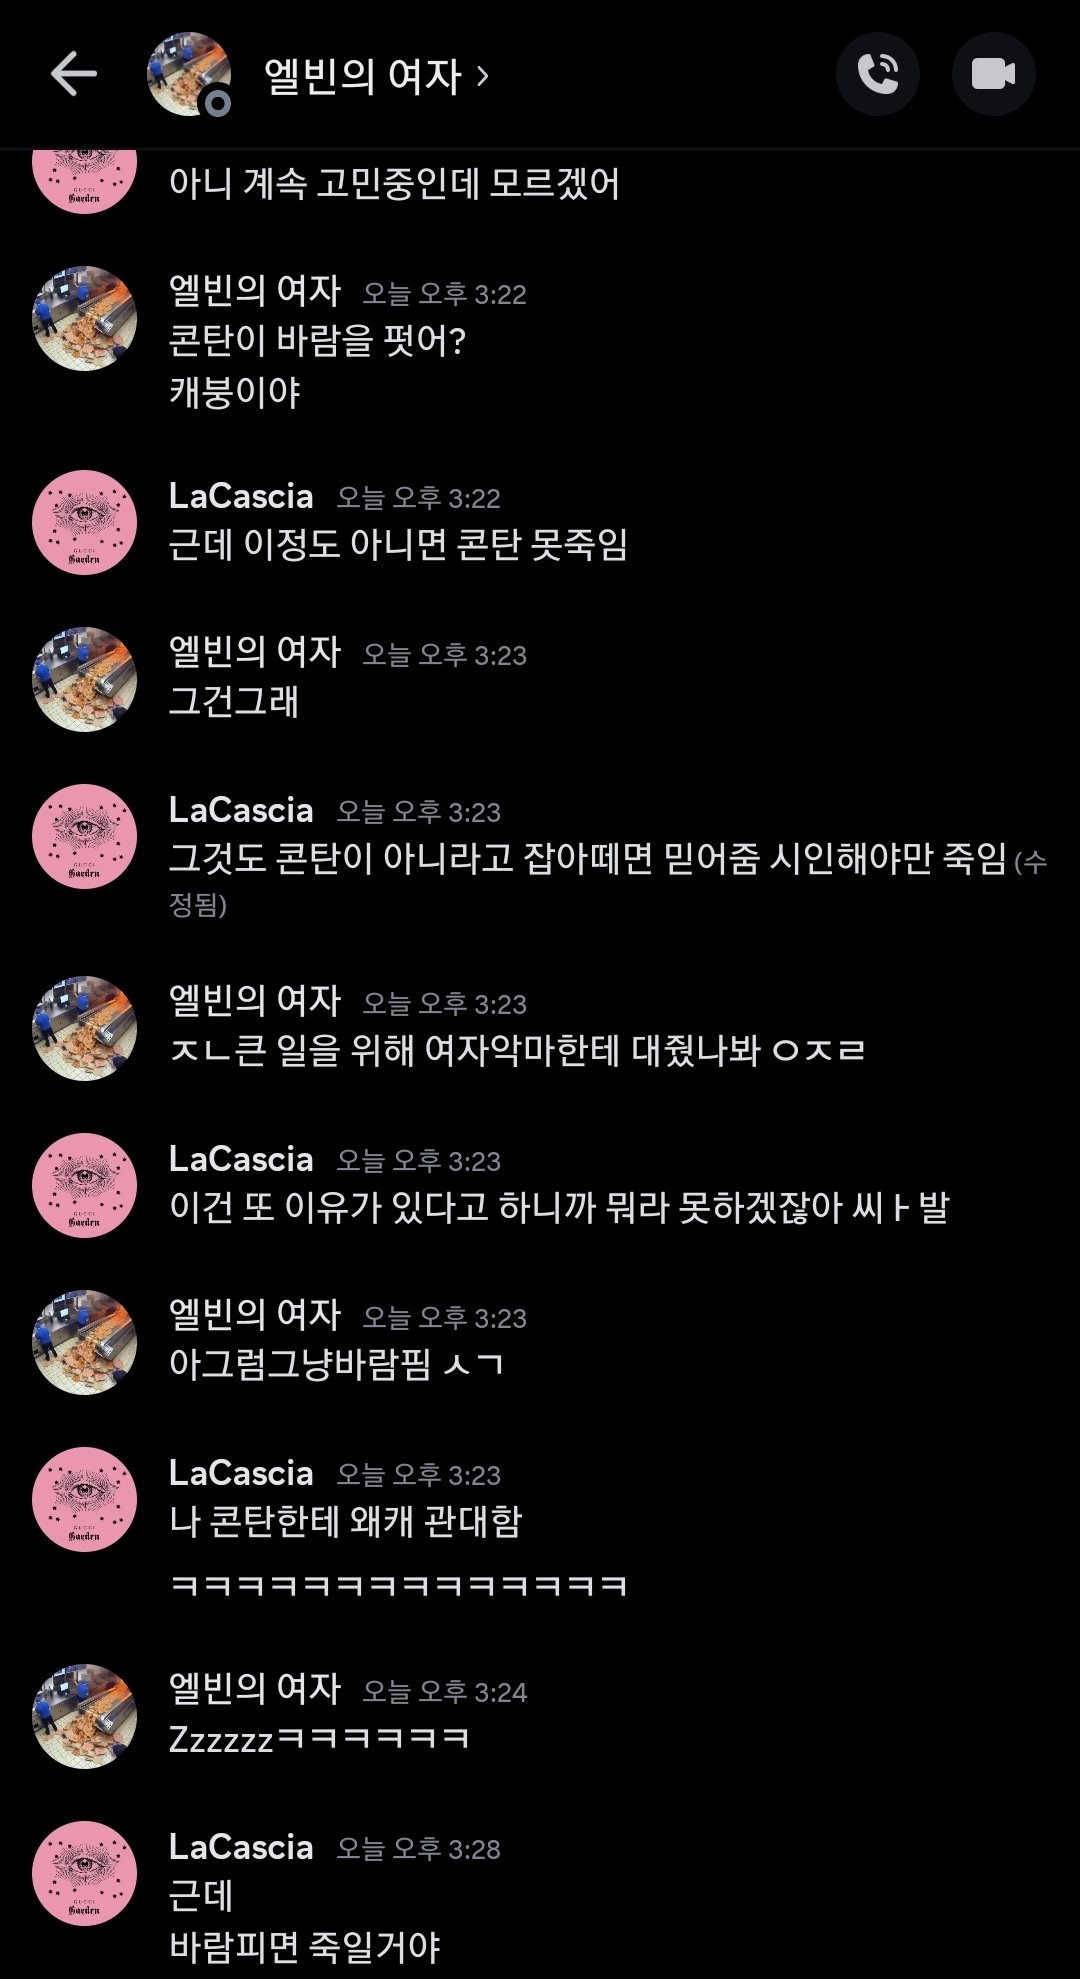 엘빈의 여자
아니 계속 고민중인데 모르겠어
엘빈의 여자 오늘 오후 3:22
콘탄이 바람을 폇어?
캐붕이야
LaCascia 오늘 오후 3:22
근데 이정도 아니면 콘탄 못죽임
엘빈의 여자 오늘 오후 3:23
그건그래
LaCascia 오늘 오후 3:23
그것도 콘탄이 아니라고 잡아떼면 믿어줌 시인해야만 죽임 (수
정됨)
엘빈의 여자 오늘 오후 3:23
ㅈㄴ큰 일을 위해 여자악마한테 대줬나봐 ㅇㅈㄹ
LaCascia 오늘 오후 3:23
이건 또 이유가 있다고 하니까 뭐라 못하겠잖아 씨ㅏ발
엘빈의 여자 오늘 오후 3:23
아그럼그냥바람핌 ㅅㄱ
LaCascia 오늘 오후 3:23
나 콘탄한테 왜캐 관대함
ㅋㅋㅋㅋㅋㅋㅋㅋㅋㅋㅋㅋㅋㅋ
엘빈의 여자 오늘 오후 3:24
Zzzzzzㅋㅋㅋㅋㅋㅋ
LaCascia 오늘 오후 3:28
근데
바람피면 죽일거야
GUCCI
Garden